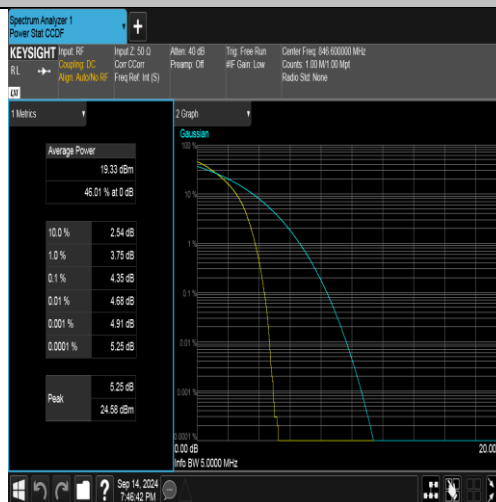 Spectrum Analyzer 1
Power Stat CCDF
+
KEYSIGHT
RL
Input: RF
Coupling: DC
Align: Auto/No RF
Input Z: 50 Ω
Corr CCorr
Freq Ref: Int (S)
Atten: 40 dB
Preamp: Off
Trig: Free Run
#IF Gain: Low
Center Freq: 846.600000 MHz
Counts: 1.00 M/1.00 Mpt
Radio Std: None
1 Metrics
Average Power
19.33 dBm
46.01 % at 0 dB
10.0 % 2.54 dB
1.0 % 3.75 dB
0.1 % 4.35 dB
0.01 % 4.68 dB
0.001 % 4.91 dB
0.0001 % 5.25 dB
Peak
5.25 dB
24.58 dBm
2 Graph
Gaussian
100 %
10 %
1 %
0.1 %
0.01 %
0.001 %
0.0001 %
0.00 dB 20.00
Info BW 5.0000 MHz
?
Sep 14, 2024
7:46:42 PM